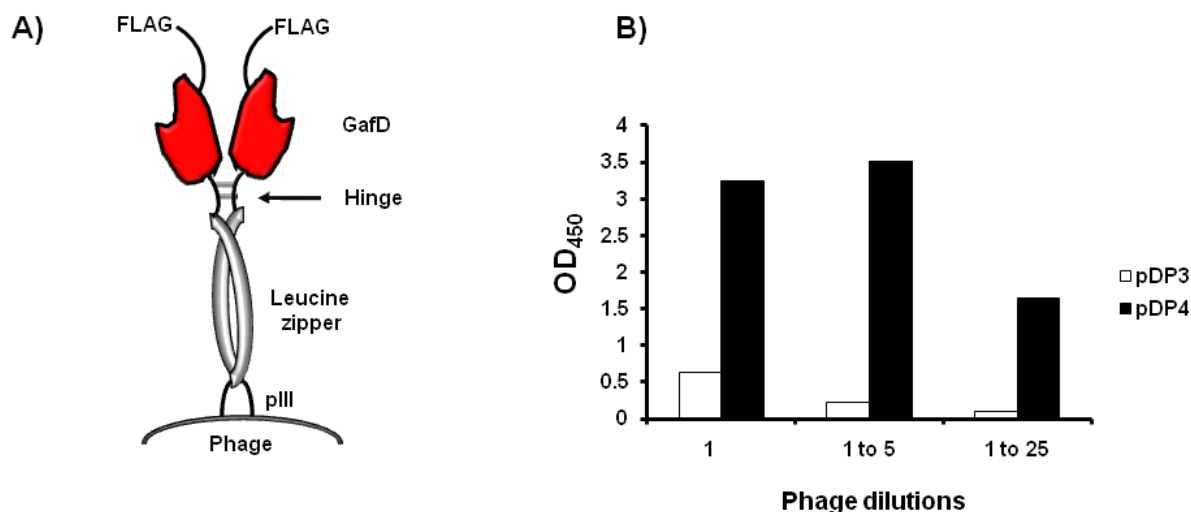 A)
FLAG
FLAG
GafD
Hinge
Leucine
zipper
pIII
Phage
B)
OD450
4
3.5
3
2.5
2
1.5
1
0.5
0
1
1 to 5
1 to 25
Phage dilutions
pDP3
pDP4